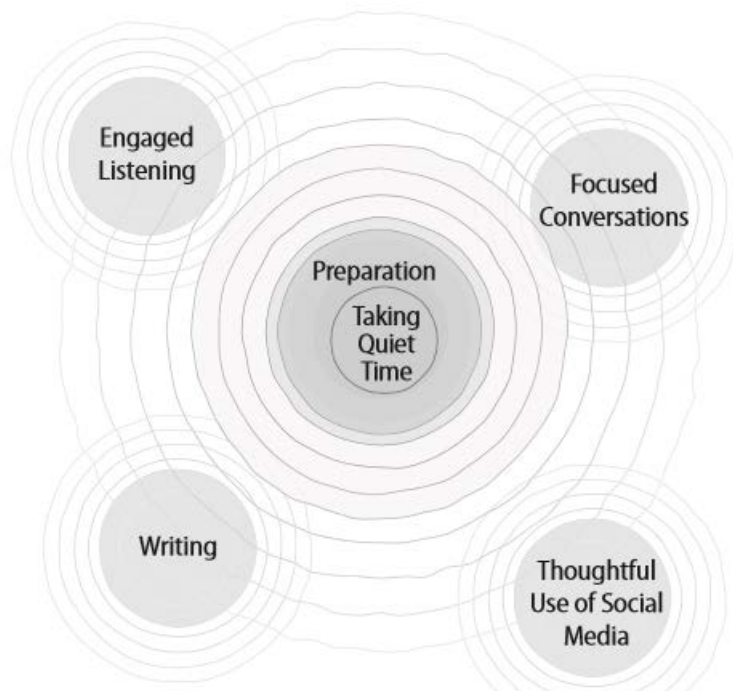 Engaged
Listening
Focused
Conversations
Preparation
Taking
Quiet
Time
Writing
Thoughtful
Use of Social
Media